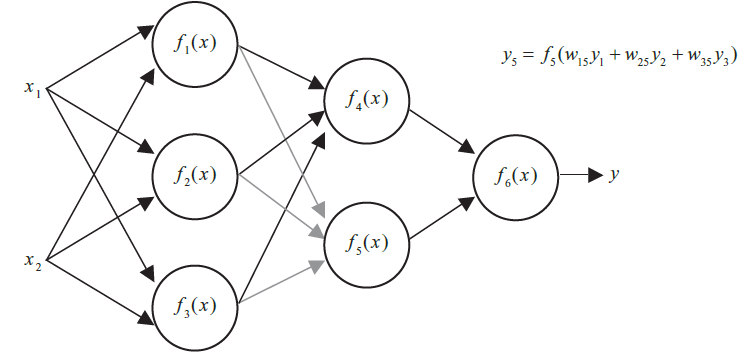 f₁(x)
y₅ = f₅(w₁₅y₁ + w₂₅y₂ + w₃₅y₃)
x₁
f₄(x)
f₂(x)
f₆(x)
y
x₂
f₅(x)
f₃(x)